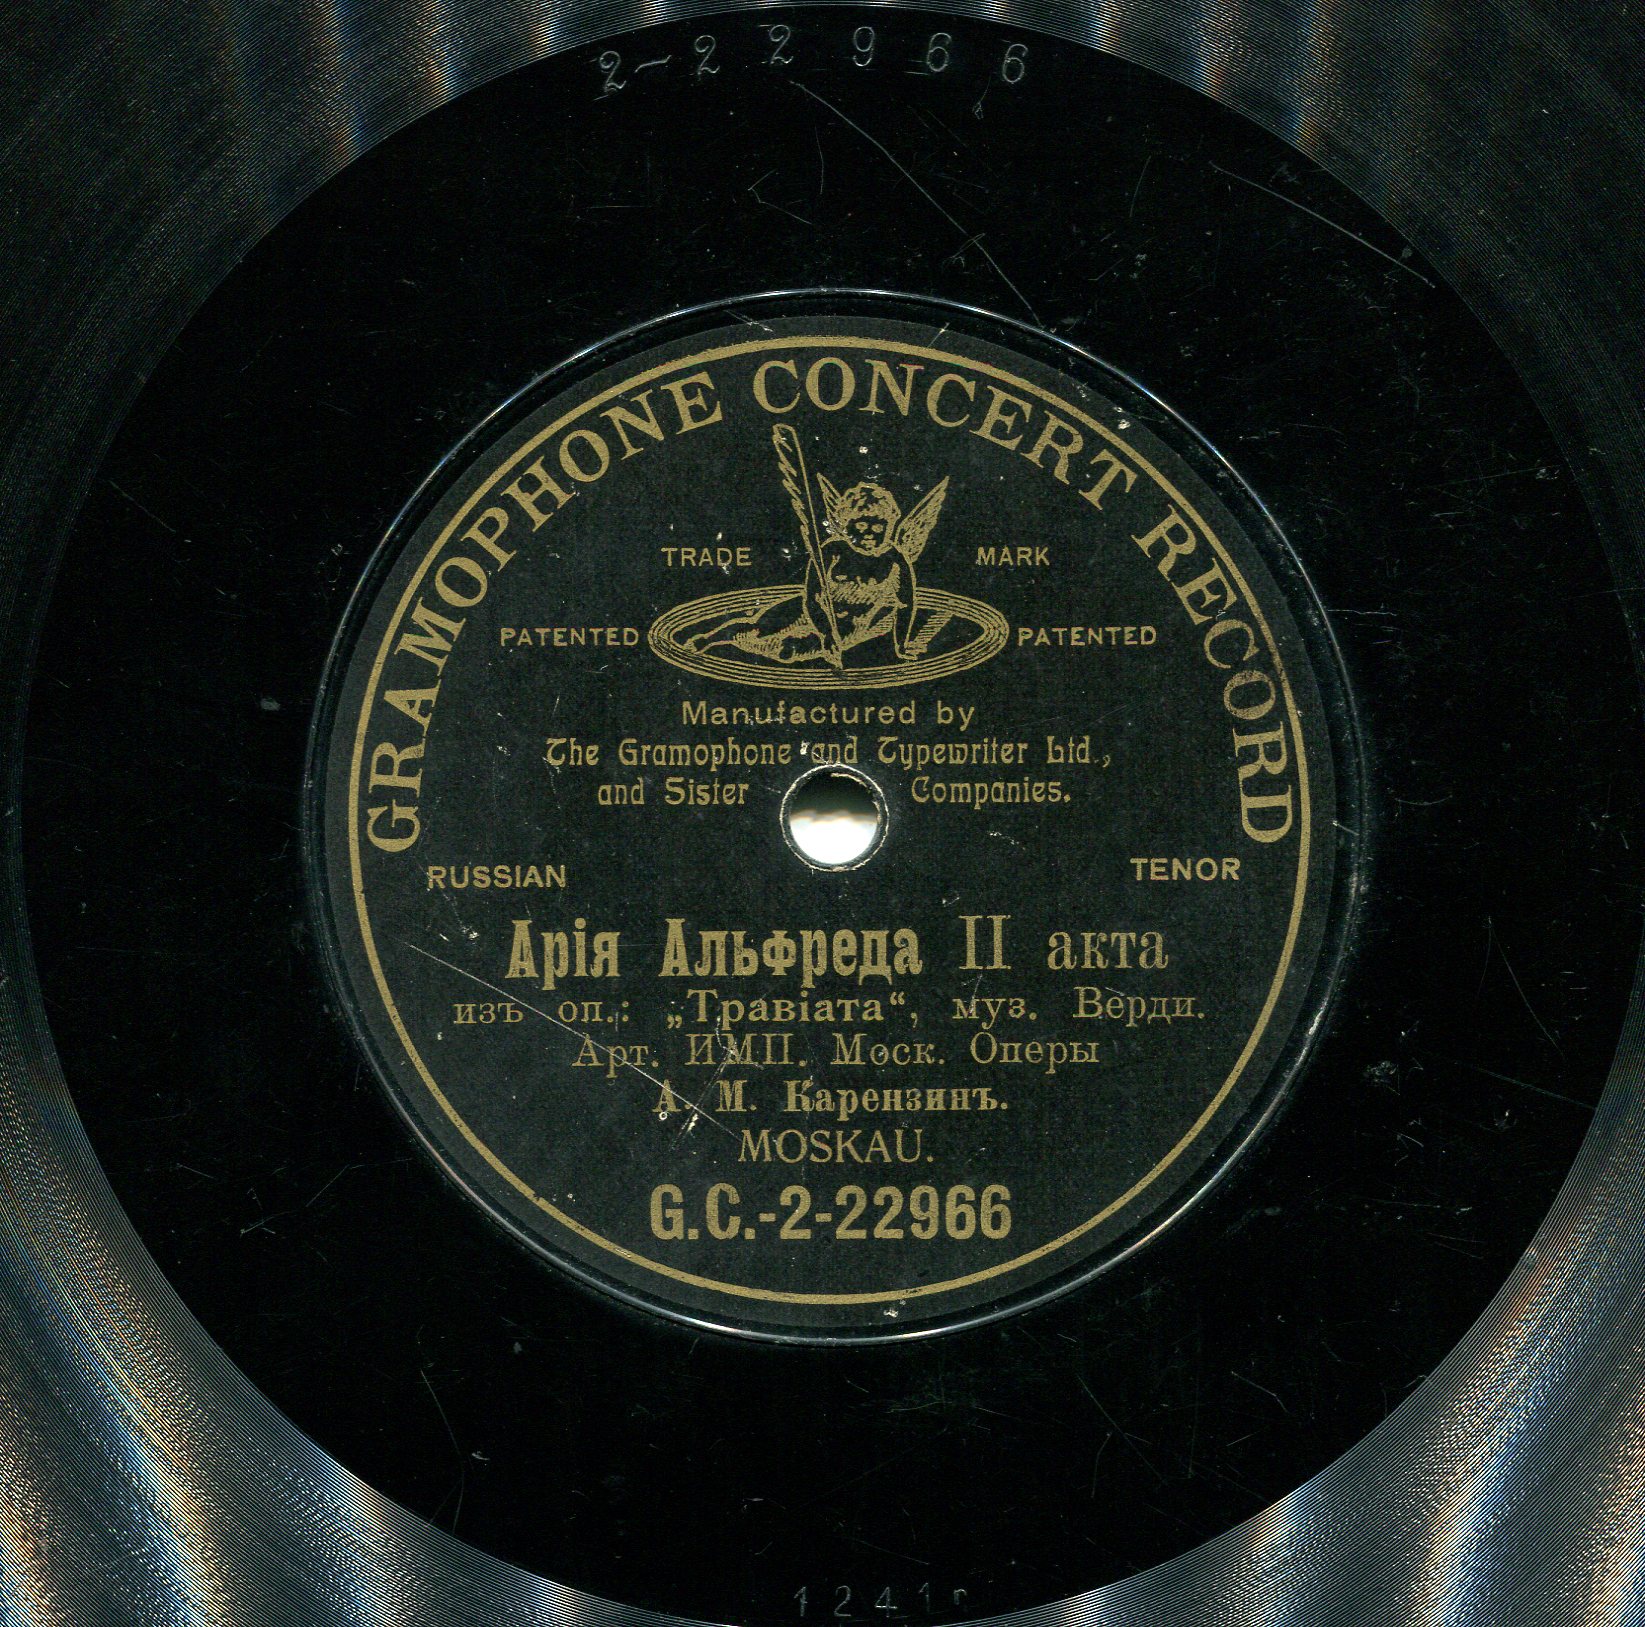 2-22966
GRAMOPHONE CONCERT RECORD
TRADE MARK
PATENTED PATENTED
Manufactured by
The Gramophone and Typewriter Ltd.,
and Sister Companies.
RUSSIAN TENOR
Арія Альфреда II акта
изъ оп.: „Травіата“, муз. Верди.
Арт. ИМП. Моск. Оперы
А. М. Карензинъ.
MOSKAU.
G.C.-2-22966
1241r